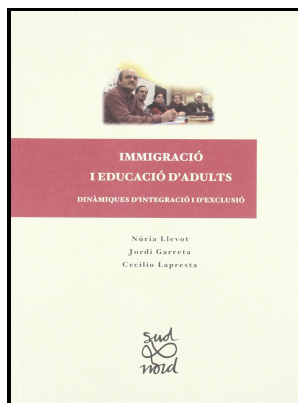 IMMIGRACIÓ
I EDUCACIÓ D'ADULTS
DINÀMIQUES D'INTEGRACIÓ I D'EXCLUSIÓ
Núria Llevot
Jordi Garreta
Cecilio Lapresta
sud
nord